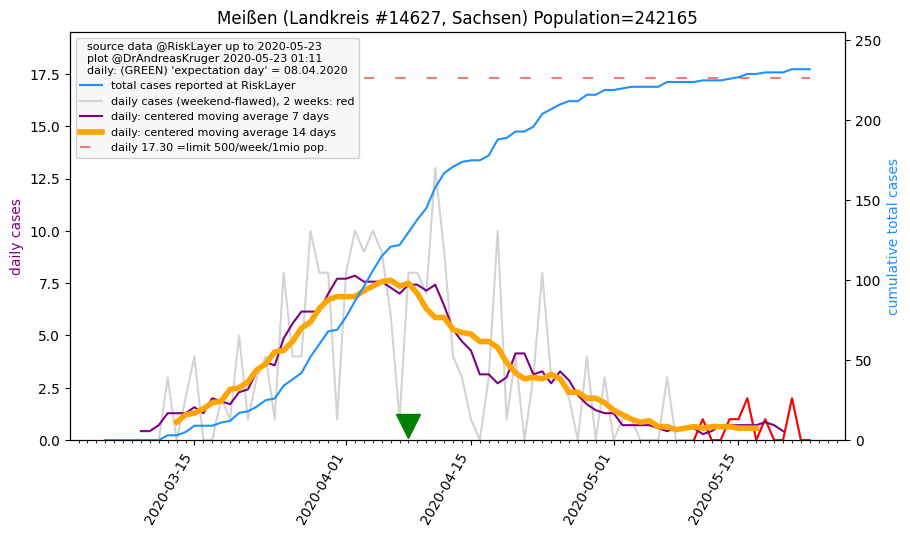 Meißen (Landkreis #14627, Sachsen) Population=242165
source data @RiskLayer up to 2020-05-23
plot @DrAndreasKruger 2020-05-23 01:11
daily: (GREEN) 'expectation day' = 08.04.2020
total cases reported at RiskLayer
daily cases (weekend-flawed), 2 weeks: red
daily: centered moving average 7 days
daily: centered moving average 14 days
daily 17.30 =limit 500/week/1mio pop.
daily cases
17.5
15.0
12.5
10.0
7.5
5.0
2.5
0.0
250
200
150
100
50
0
cumulative total cases
2020-03-15
2020-04-01
2020-04-15
2020-05-01
2020-05-15